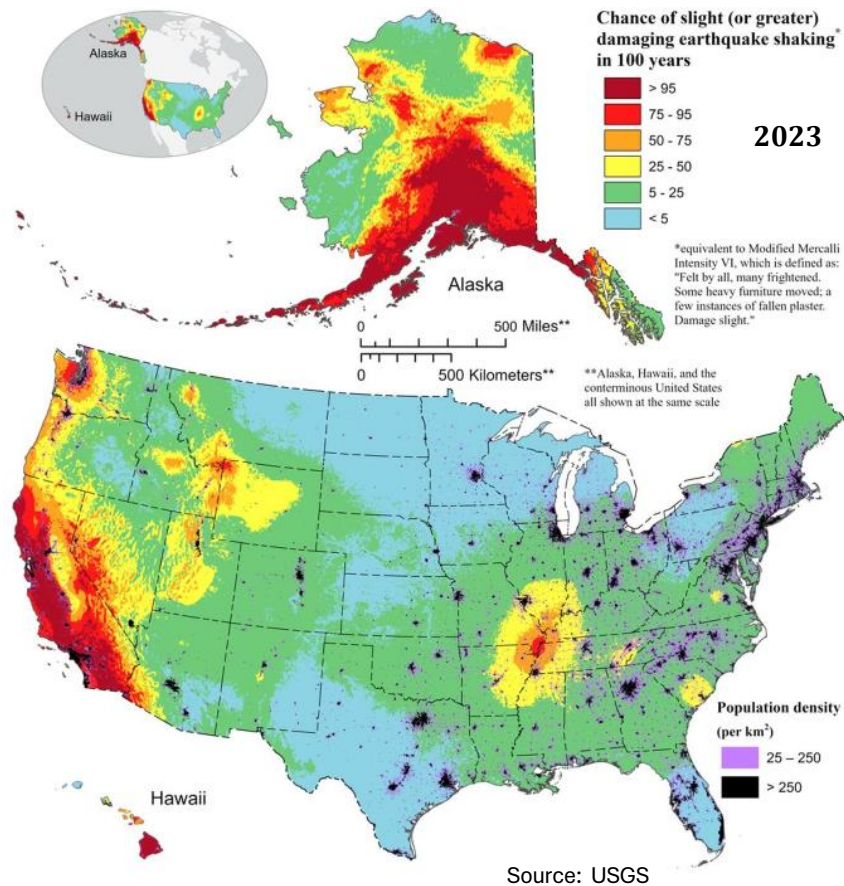 Chance of slight (or greater)
damaging earthquake shaking*
in 100 years
> 95
75 - 95
50 - 75
25 - 50
5 - 25
< 5
2023
*equivalent to Modified Mercalli
Intensity VI, which is defined as:
"Felt by all, many frightened.
Some heavy furniture moved; a
few instances of fallen plaster.
Damage slight."
Alaska
Hawaii
Alaska
0 500 Miles**
0 500 Kilometers**
**Alaska, Hawaii, and the
conterminous United States
all shown at the same scale
Population density
(per km²)
25 – 250
> 250
Hawaii
Source: USGS